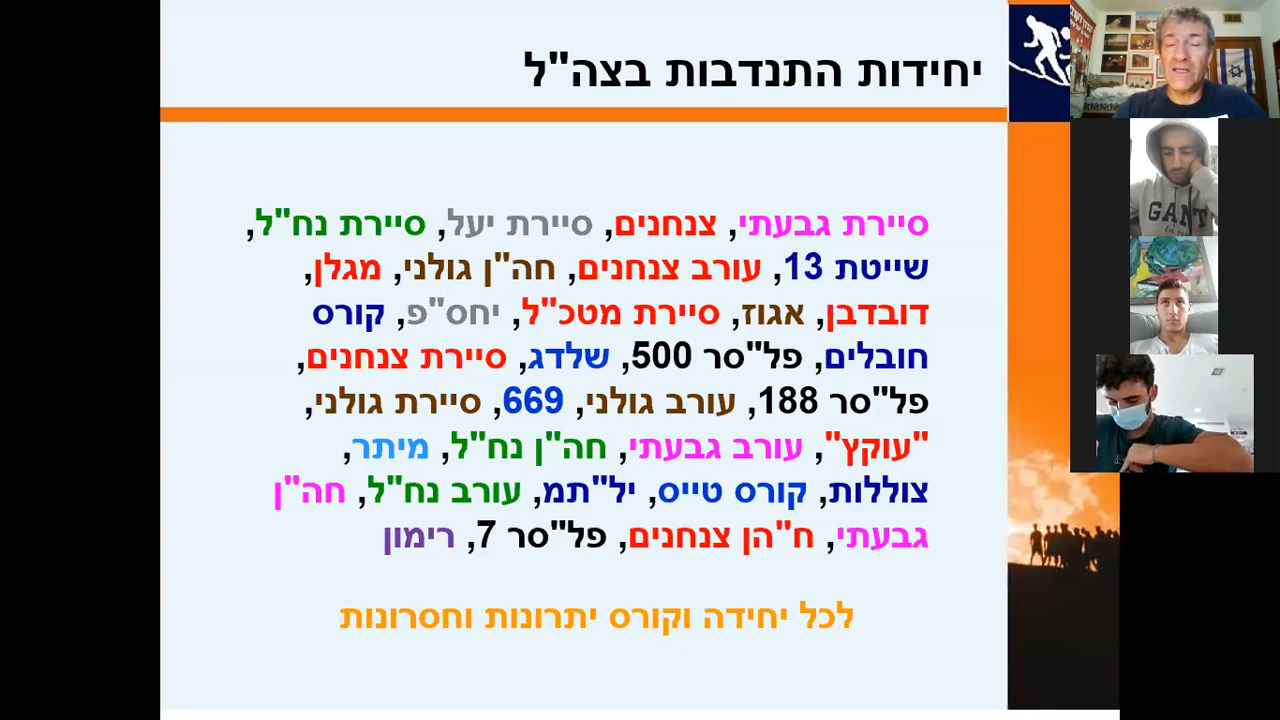 יחידות התנדבות בצה"ל
סיירת גבעתי, צנחנים, סיירת יעל, סיירת נח"ל,
שייטת 13, עורב צנחנים, חה"ן גולני, מגלן,
דובדבן, אגוז, סיירת מטכ"ל, יחס"פ, קורס
חובלים, פל"סר 500, שלדג, סיירת צנחנים,
פל"סר 188, עורב גולני, 669, סיירת גולני,
"עוקץ", עורב גבעתי, חה"ן נח"ל, מיתר,
צוללות, קורס טייס, יל"תמ, עורב נח"ל, חה"ן
גבעתי, ח"הן צנחנים, פל"סר 7, רימון
לכל יחידה וקורס יתרונות וחסרונות
GANT